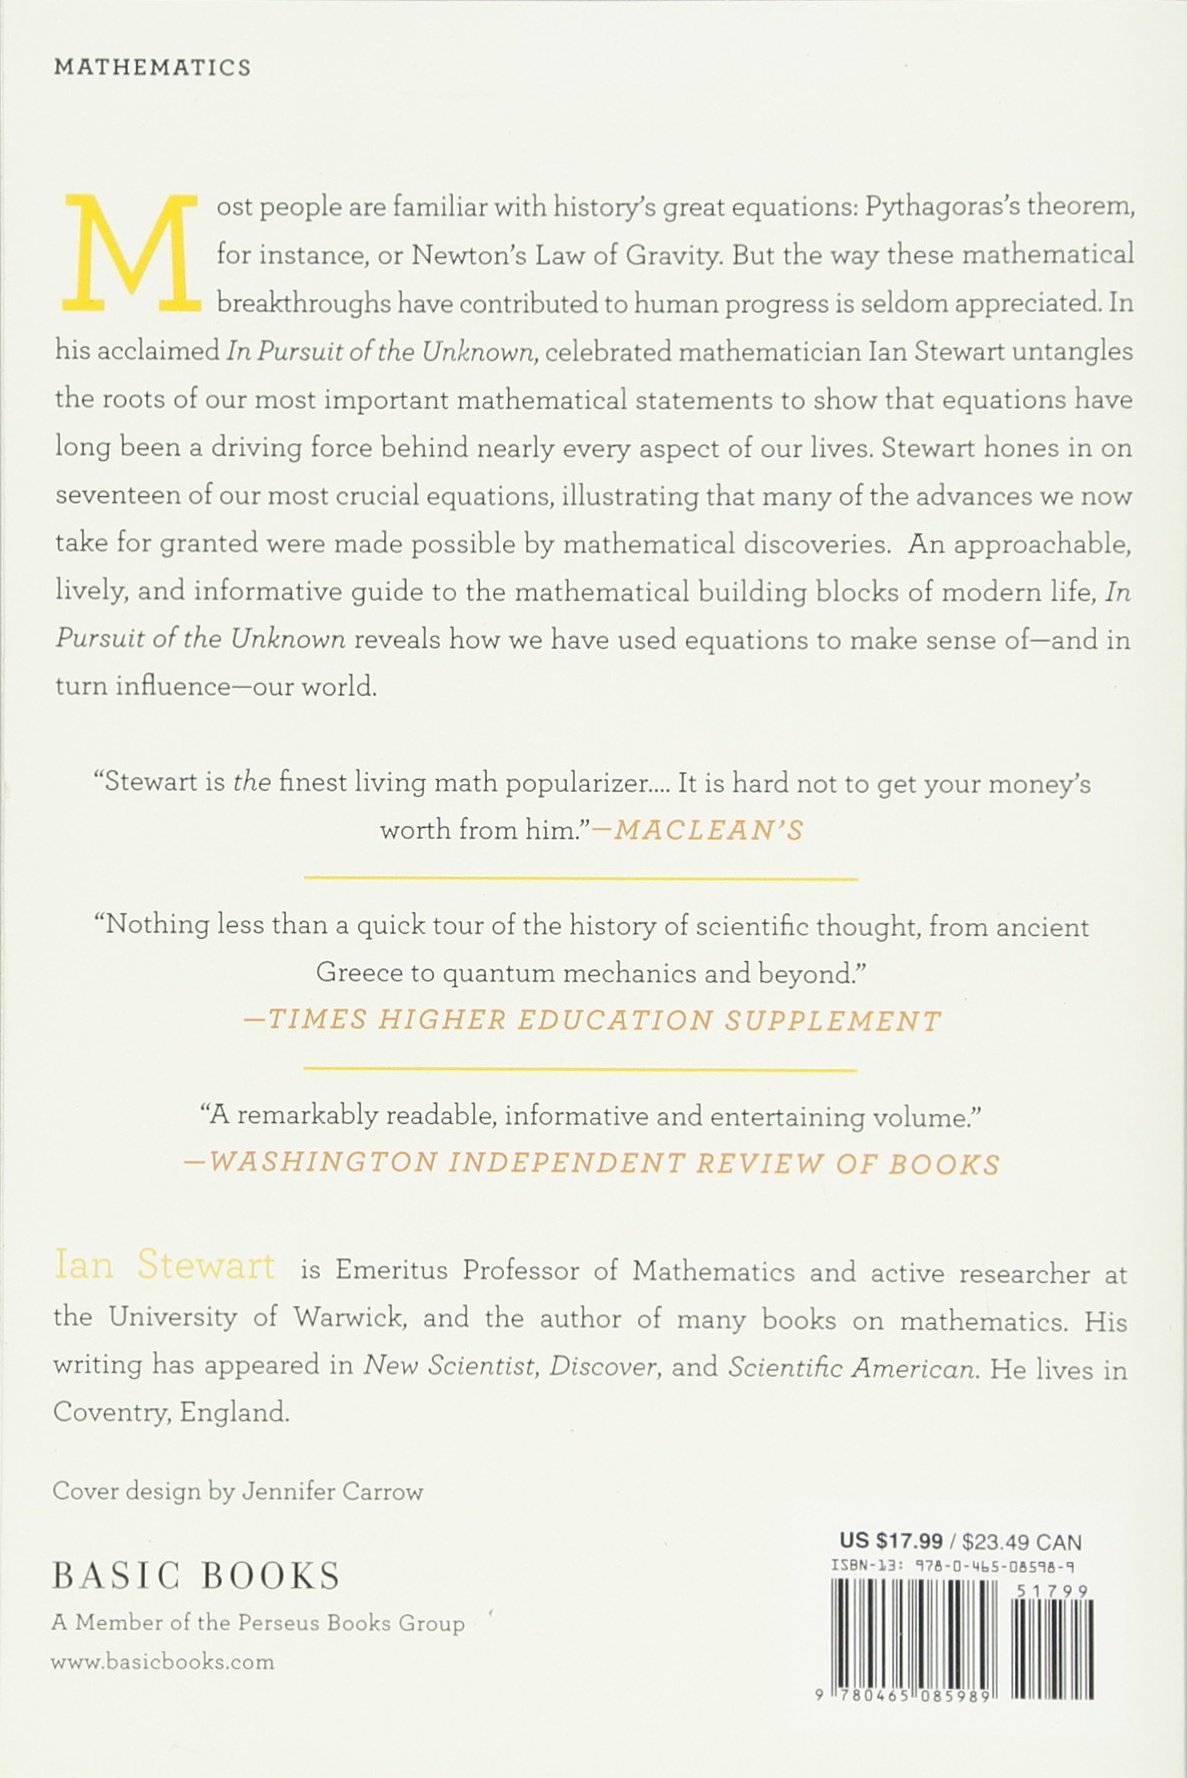 MATHEMATICS
Most people are familiar with history's great equations: Pythagoras's theorem,
for instance, or Newton's Law of Gravity. But the way these mathematical
breakthroughs have contributed to human progress is seldom appreciated. In
his acclaimed In Pursuit of the Unknown, celebrated mathematician Ian Stewart untangles
the roots of our most important mathematical statements to show that equations have
long been a driving force behind nearly every aspect of our lives. Stewart hones in on
seventeen of our most crucial equations, illustrating that many of the advances we now
take for granted were made possible by mathematical discoveries. An approachable,
lively, and informative guide to the mathematical building blocks of modern life, In
Pursuit of the Unknown reveals how we have used equations to make sense of—and in
turn influence—our world.
“Stewart is the finest living math popularizer.... It is hard not to get your money's
worth from him.”—MACLEAN'S
“Nothing less than a quick tour of the history of scientific thought, from ancient
Greece to quantum mechanics and beyond.”
—TIMES HIGHER EDUCATION SUPPLEMENT
“A remarkably readable, informative and entertaining volume.”
—WASHINGTON INDEPENDENT REVIEW OF BOOKS
Ian Stewart is Emeritus Professor of Mathematics and active researcher at
the University of Warwick, and the author of many books on mathematics. His
writing has appeared in New Scientist, Discover, and Scientific American. He lives in
Coventry, England.
Cover design by Jennifer Carrow
BASIC BOOKS
A Member of the Perseus Books Group
www.basicbooks.com
US $17.99 / $23.49 CAN
ISBN-13: 978-0-465-08598-9
51799
9 780465 085989